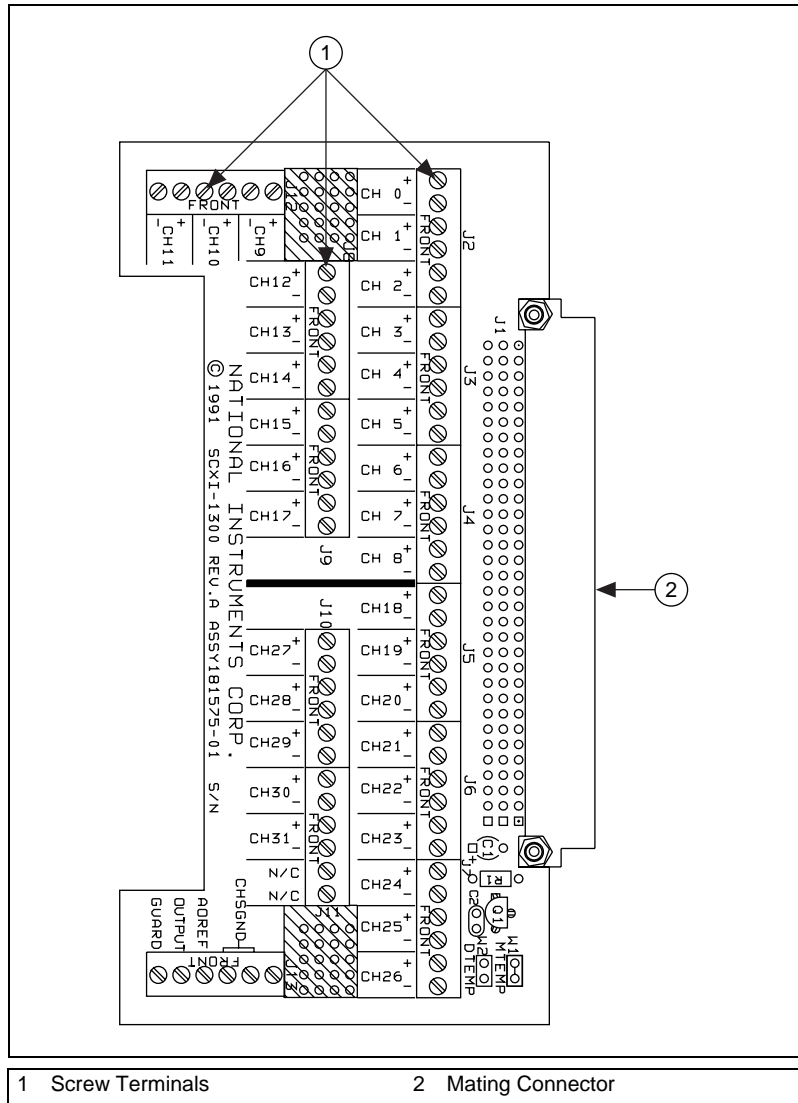 1
FRONT
J12
J8
- + - + - +
CH11 CH10 CH9
CH 0 + -
CH 1 + -
CH 2 + -
CH 3 + -
CH 4 + -
CH 5 + -
CH 6 + -
CH 7 + -
CH 8 + -
CH18 + -
CH19 + -
CH20 + -
CH21 + -
CH22 + -
CH23 + -
CH24 + -
CH25 + -
CH26 + -
FRONT
J2
FRONT
J3
FRONT
J4
FRONT
J5
FRONT
J6
FRONT
J7
CH12 + -
CH13 + -
CH14 + -
CH15 + -
CH16 + -
CH17 + -
FRONT
FRONT
J9
J10
CH27 + -
CH28 + -
CH29 + -
CH30 + -
CH31 + -
N/C
N/C
FRONT
FRONT
J11
NATIONAL INSTRUMENTS CORP.
© 1991 SCXI-1300 REV.A ASSY181575-01 S/N
J1
2
C1
+
R1
C2
Q1
W2
W1
DTEMP
MTEMP
GUARD
OUTPUT
AOREF
CHSGND
FRONT
J13
1 Screw Terminals
2 Mating Connector